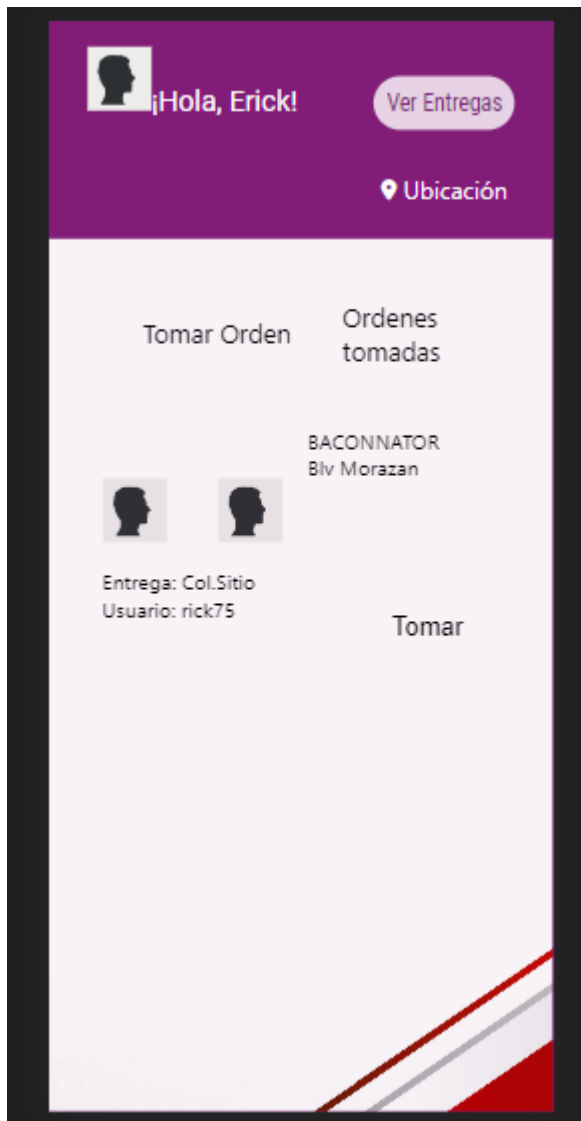 ¡Hola, Erick!
Ver Entregas
Ubicación
Tomar Orden
Ordenes
tomadas
BACONNATOR
Blv Morazan
Entrega: Col.Sitio
Usuario: rick75
Tomar